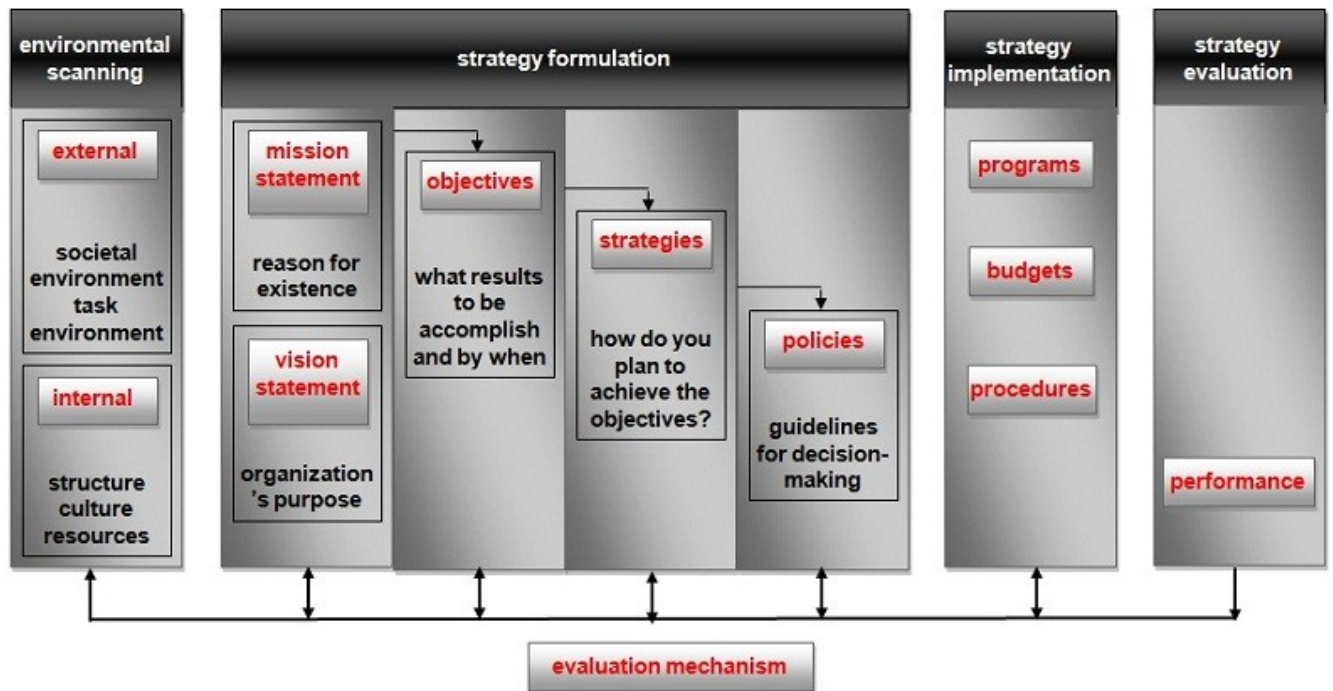 environmental
scanning
strategy formulation
strategy
implementation
strategy
evaluation
external
societal
environment
task
environment
internal
structure
culture
resources
mission
statement
reason for
existence
vision
statement
organization
's purpose
objectives
what results
to be
accomplish
and by when
strategies
how do you
plan to
achieve the
objectives?
policies
guidelines
for decision-
making
programs
budgets
procedures
performance
evaluation mechanism